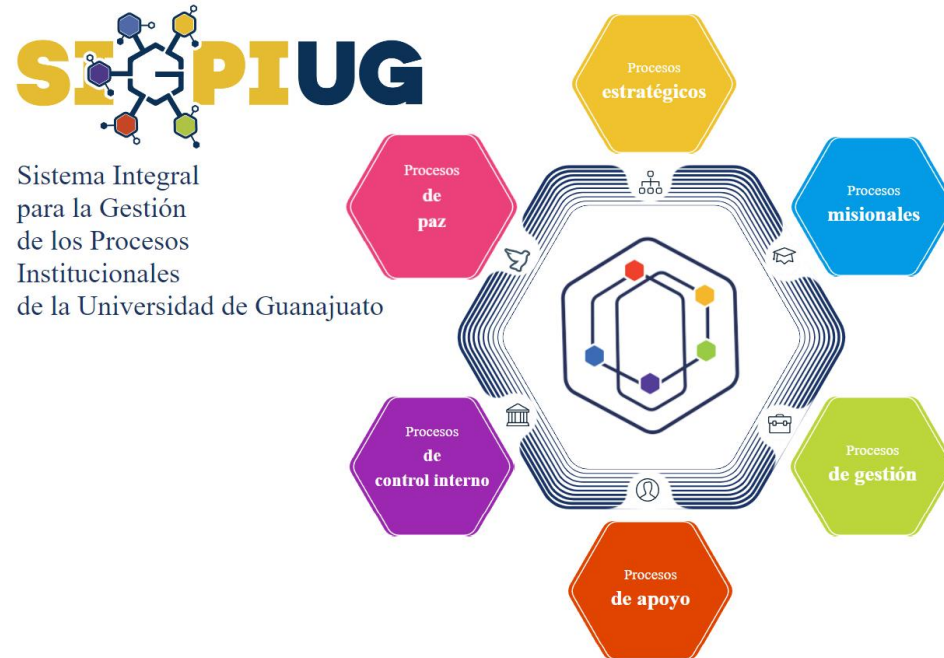 SIGPIUG
Sistema Integral
para la Gestión
de los Procesos
Institucionales
de la Universidad de Guanajuato
Procesos
estratégicos
Procesos
misionales
Procesos
de gestión
Procesos
de apoyo
Procesos
de
control interno
Procesos
de
paz